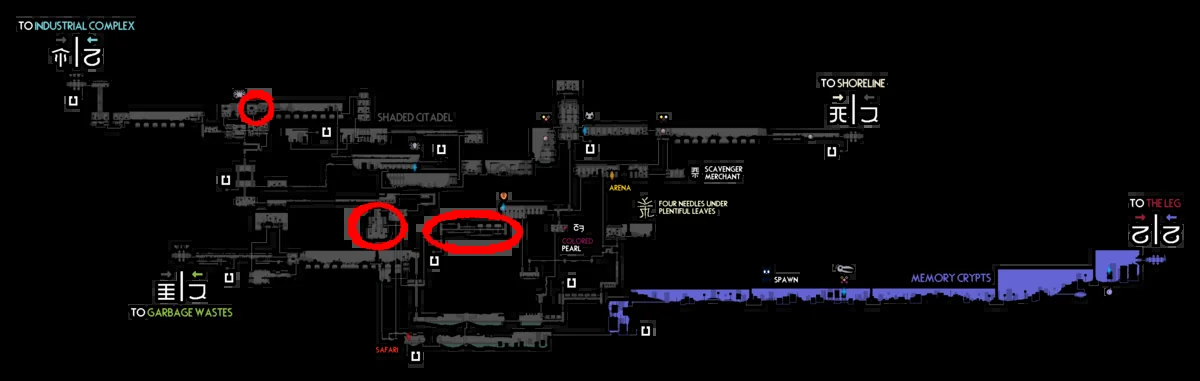 TO INDUSTRIAL COMPLEX
TO SHORELINE
SHADED CITADEL
SCAVENGER
MERCHANT
ARENA
FOUR NEEDLES UNDER
PLENTIFUL LEAVES
TO THE LEG
COLORED
PEARL
MEMORY CRYPTS
SPAWN
TO GARBAGE WASTES
SAFARI